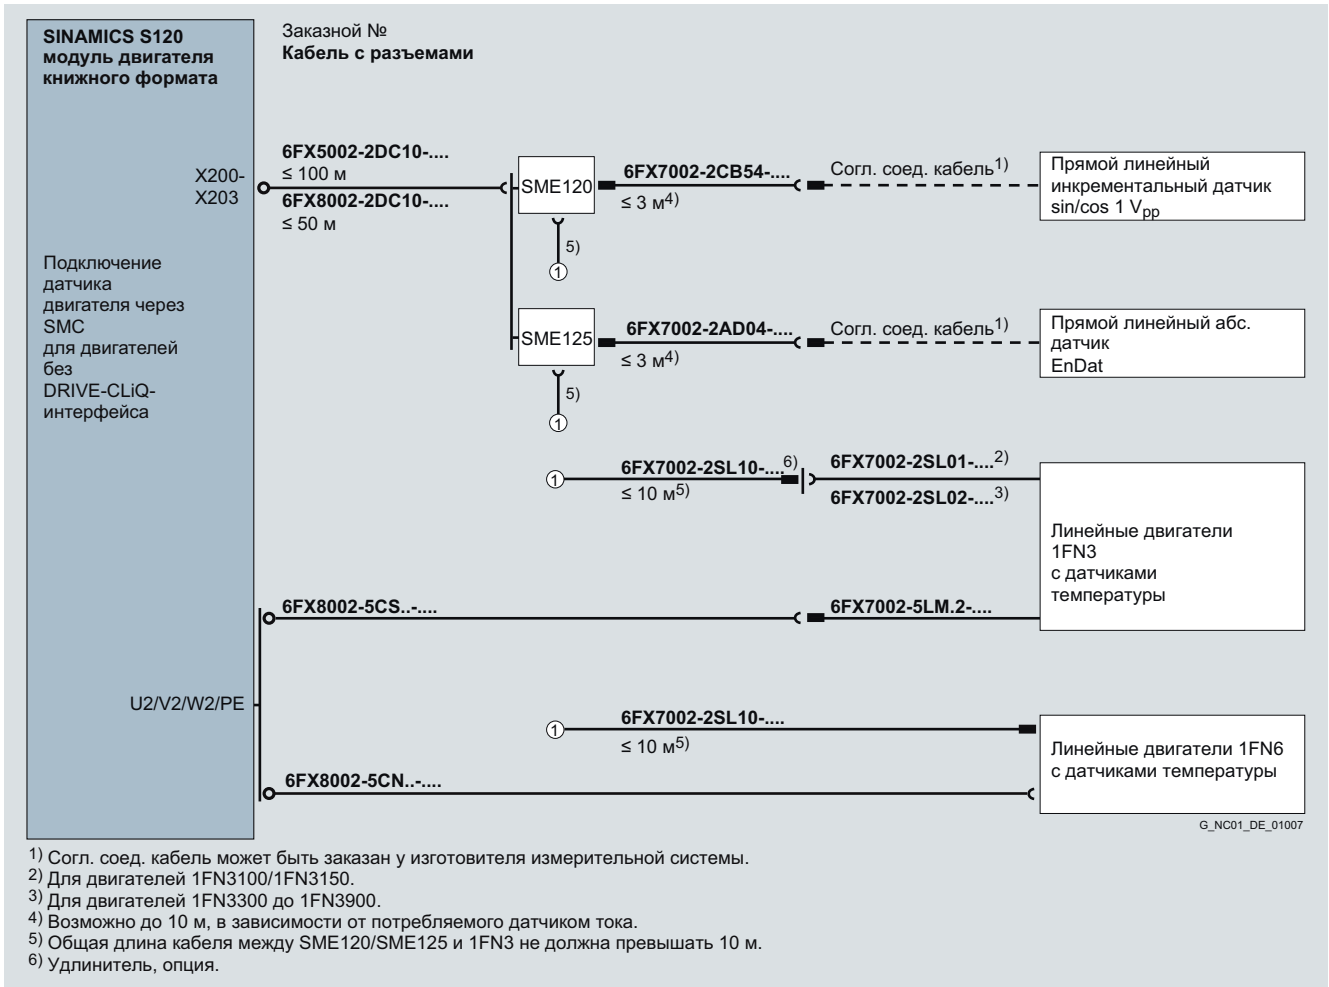 SINAMICS S120
модуль двигателя
книжного формата
Заказной №
Кабель с разъемами
X200-
X203
6FX5002-2DC10-....
≤ 100 м
6FX8002-2DC10-....
≤ 50 м
SME120
6FX7002-2CB54-....
≤ 3 м4)
Согл. соед. кабель1)
Прямой линейный
инкрементальный датчик
sin/cos 1 Vpp
5)
1
Подключение
датчика
двигателя через
SMC
для двигателей
без
DRIVE-CLiQ-
интерфейса
SME125
6FX7002-2AD04-....
≤ 3 м4)
Согл. соед. кабель1)
Прямой линейный абс.
датчик
EnDat
5)
1
1
6FX7002-2SL10-....
≤ 10 м5)
6)
6FX7002-2SL01-....2)
6FX7002-2SL02-....3)
Линейные двигатели
1FN3
с датчиками
температуры
6FX8002-5CS..-....
6FX7002-5LM.2-....
U2/V2/W2/PE
1
6FX7002-2SL10-....
≤ 10 м5)
Линейные двигатели 1FN6
с датчиками температуры
6FX8002-5CN..-....
G_NC01_DE_01007
1) Согл. соед. кабель может быть заказан у изготовителя измерительной системы.
2) Для двигателей 1FN3100/1FN3150.
3) Для двигателей 1FN3300 до 1FN3900.
4) Возможно до 10 м, в зависимости от потребляемого датчиком тока.
5) Общая длина кабеля между SME120/SME125 и 1FN3 не должна превышать 10 м.
6) Удлинитель, опция.